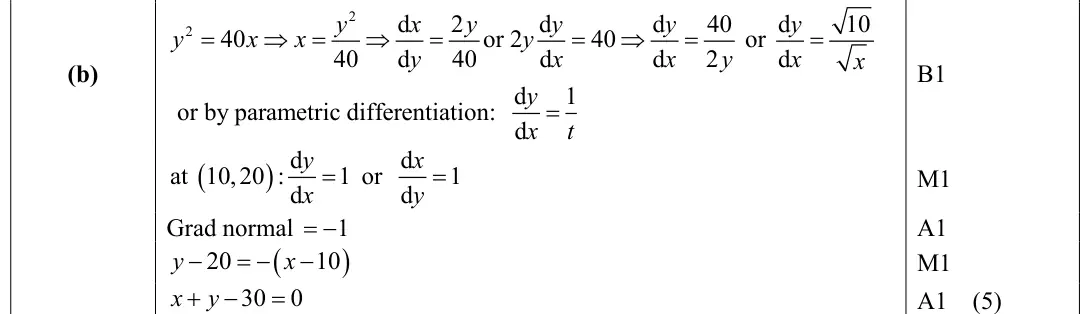 (b) y² = 40x ⇒ x = y²/40 ⇒ dx/dy = 2y/40 or 2y dy/dx = 40 ⇒ dy/dx = 40/2y or dy/dx = √10/√x B1
or by parametric differentiation: dy/dx = 1/t
at (10,20): dy/dx = 1 or dx/dy = 1 M1
Grad normal = −1 A1
y − 20 = −(x − 10) M1
x + y − 30 = 0 A1 (5)